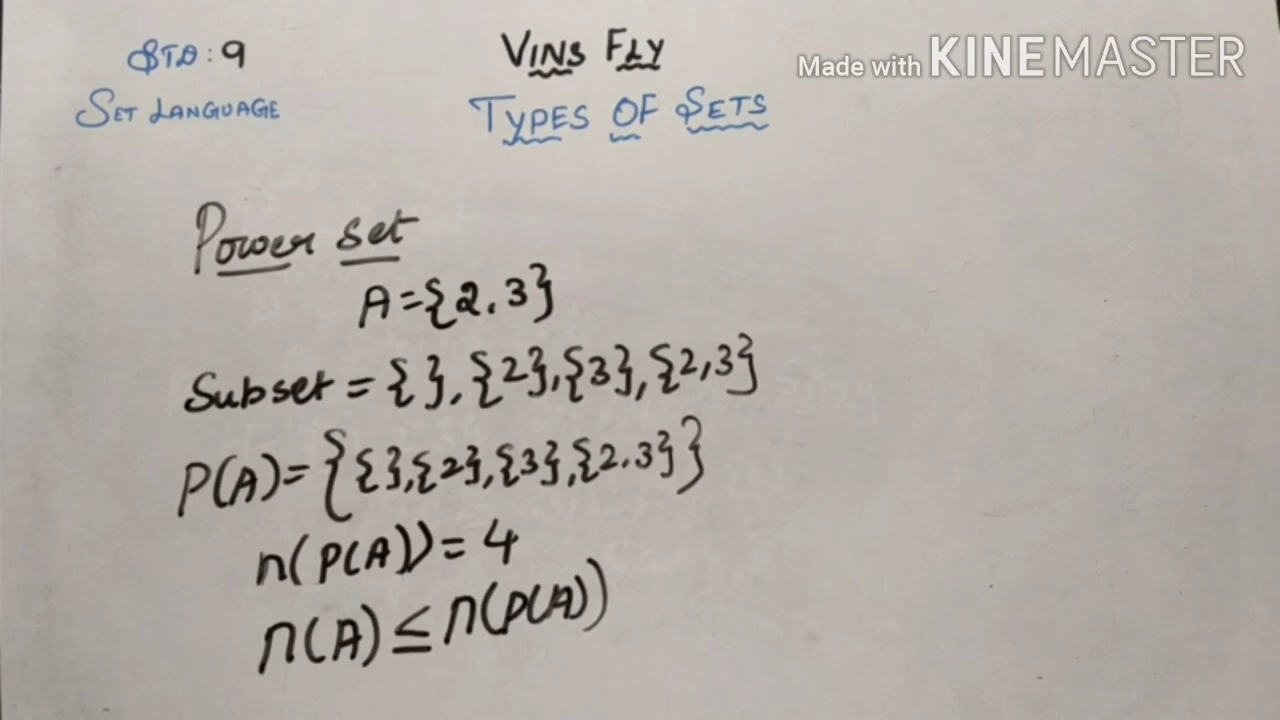 STD: 9
VINS FLY
Made with KINEMASTER
SET LANGUAGE
TYPES OF SETS
Power set
A={2,3}
Subset = { }, {2}, {3}, {2,3}
P(A)= {{ }, {2}, {3}, {2,3}}
n(P(A))= 4
n(A) ≤ n(P(A))